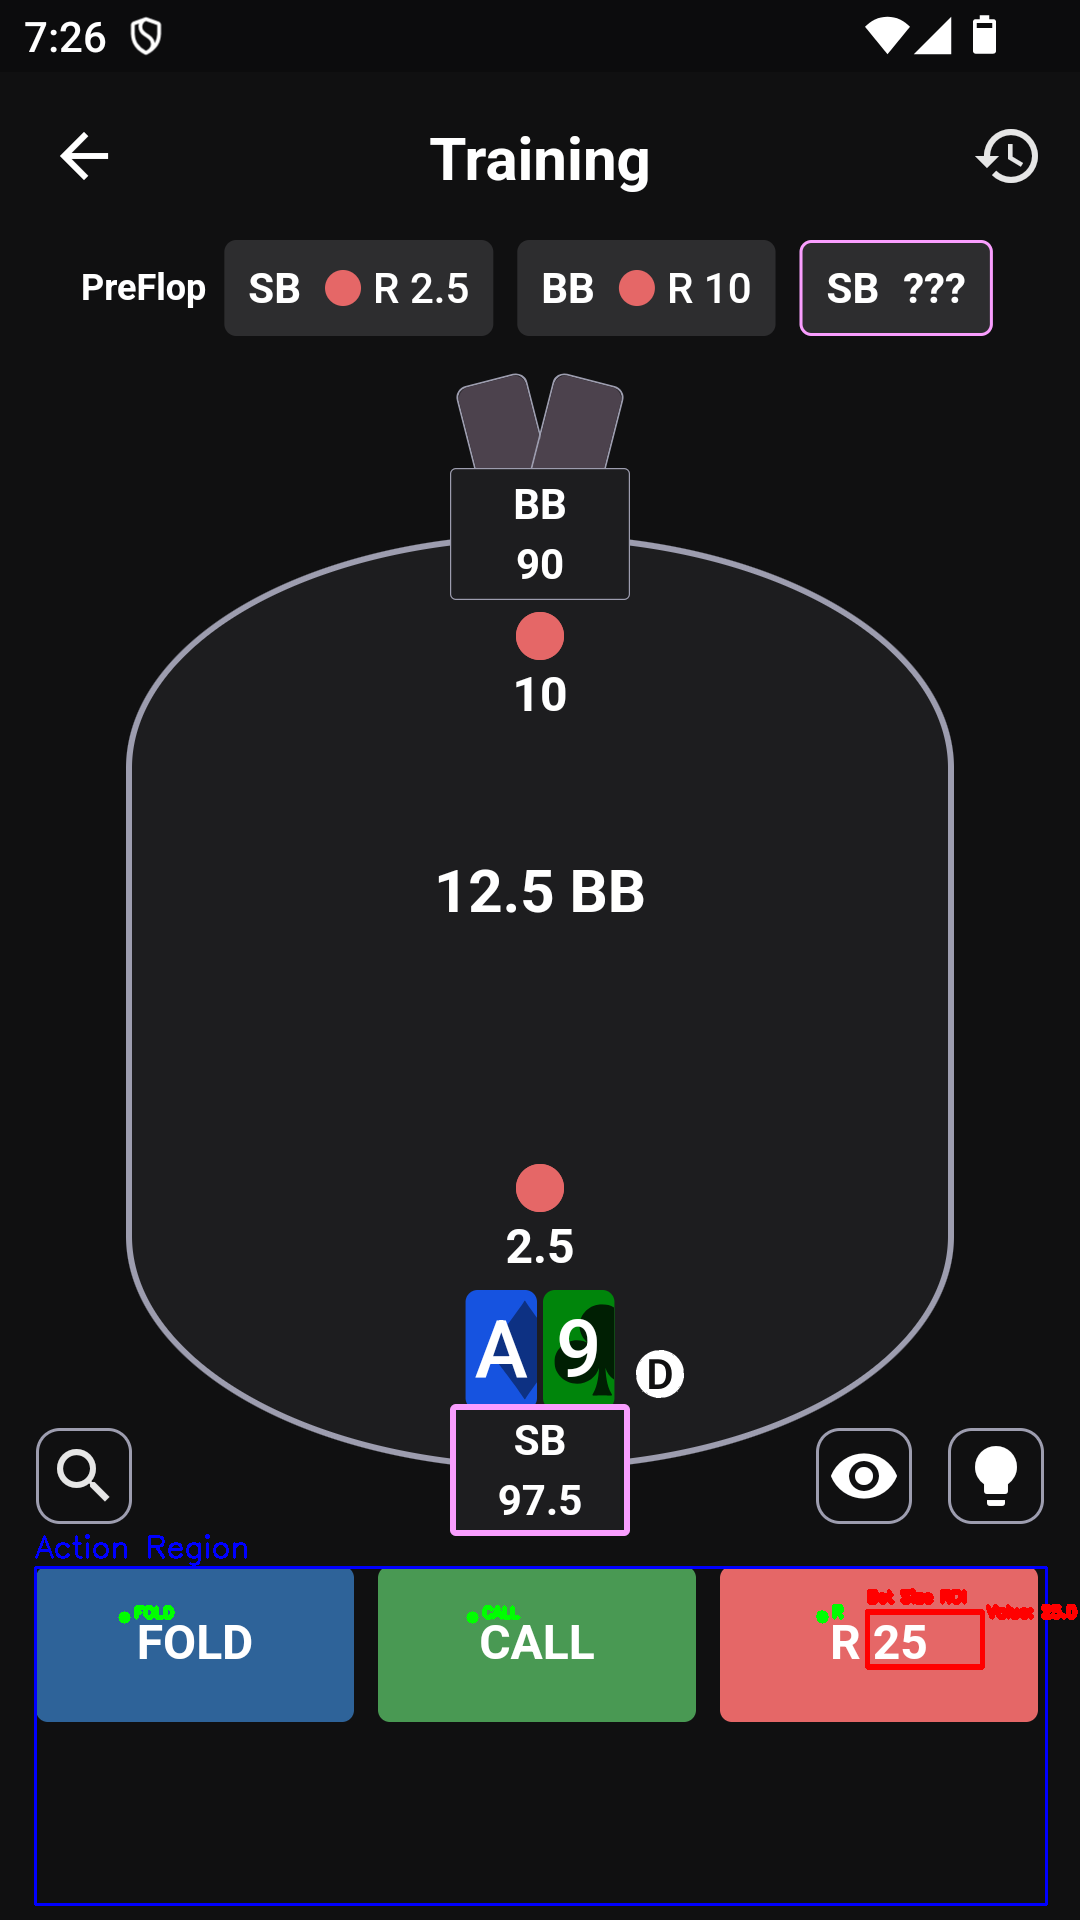 7:26
Training
PreFlop SB R 2.5 BB R 10 SB ???
BB
90
10
12.5 BB
2.5
A 9 D
SB
97.5
Action Region
FOLD CALL R Bet Size ROI Value: 25.0
FOLD CALL R 25